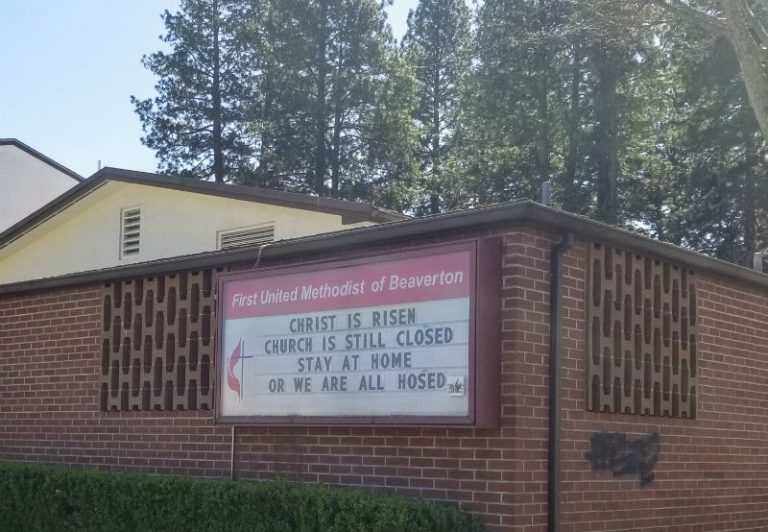 First United Methodist of Beaverton
CHRIST IS RISEN
CHURCH IS STILL CLOSED
STAY AT HOME
OR WE ARE ALL HOSED